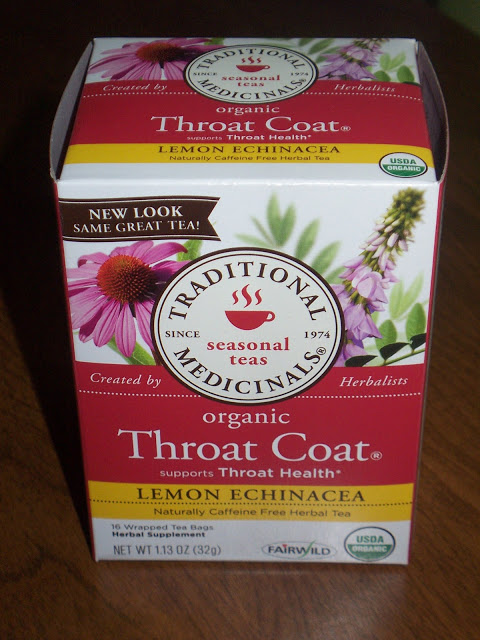 TRADITIONAL
SINCE 1974
seasonal
teas
MEDICINALS
Created by Herbalists
organic
Throat Coat®
supports Throat Health*
LEMON ECHINACEA
Naturally Caffeine Free Herbal Tea
USDA
ORGANIC
NEW LOOK
SAME GREAT TEA!
TRADITIONAL
SINCE 1974
seasonal
teas
MEDICINALS®
Created by Herbalists
organic
Throat Coat®
supports Throat Health*
LEMON ECHINACEA
Naturally Caffeine Free Herbal Tea
16 Wrapped Tea Bags
Herbal Supplement
NET WT 1.13 OZ (32g)
FAIRWILD
USDA
ORGANIC